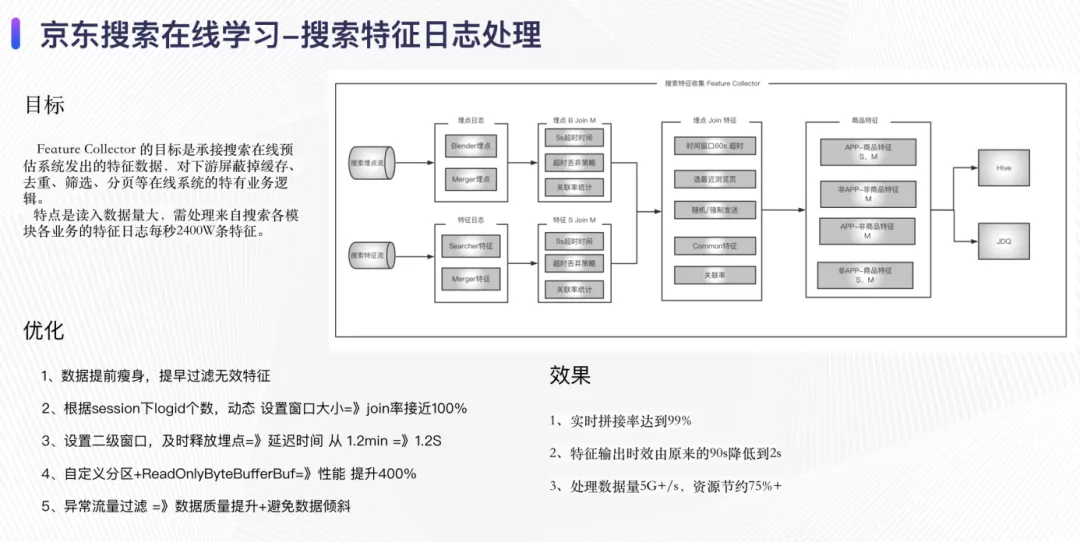 京东搜索在线学习-搜索特征日志处理
目标
Feature Collector 的目标是承接搜索在线预
估系统发出的特征数据，对下游屏蔽掉缓存、
去重、筛选、分页等在线系统的特有业务逻
辑。
特点是读入数据量大，需处理来自搜索各模
块各业务的特征日志每秒2400W条特征。
搜索特征收集 Feature Collector
搜索埋点流
搜索特征流
埋点日志
Blender埋点
Merger埋点
特征日志
Searcher特征
Merger特征
埋点 B Join M
5s超时时间
超时丢弃策略
关联率统计
特征 S Join M
5s超时时间
超时丢弃策略
关联率统计
埋点 Join 特征
时间窗口60s 超时
选最近浏览页
随机/强制发送
Common特征
关联率
商品特征
APP-商品特征
S、M
非APP-非商品特征
M
APP-非商品特征
M
非APP-商品特征
S、M
Hive
JDQ
优化
1、数据提前瘦身，提早过滤无效特征
2、根据session下logid个数，动态 设置窗口大小=》join率接近100%
3、设置二级窗口，及时释放埋点=》延迟时间 从 1.2min =》1.2S
4、自定义分区+ReadOnlyByteBufferBuf=》性能 提升400%
5、异常流量过滤 =》数据质量提升+避免数据倾斜
效果
1、实时拼接率达到99%
2、特征输出时效由原来的90s降低到2s
3、处理数据量5G+/s，资源节约75%+